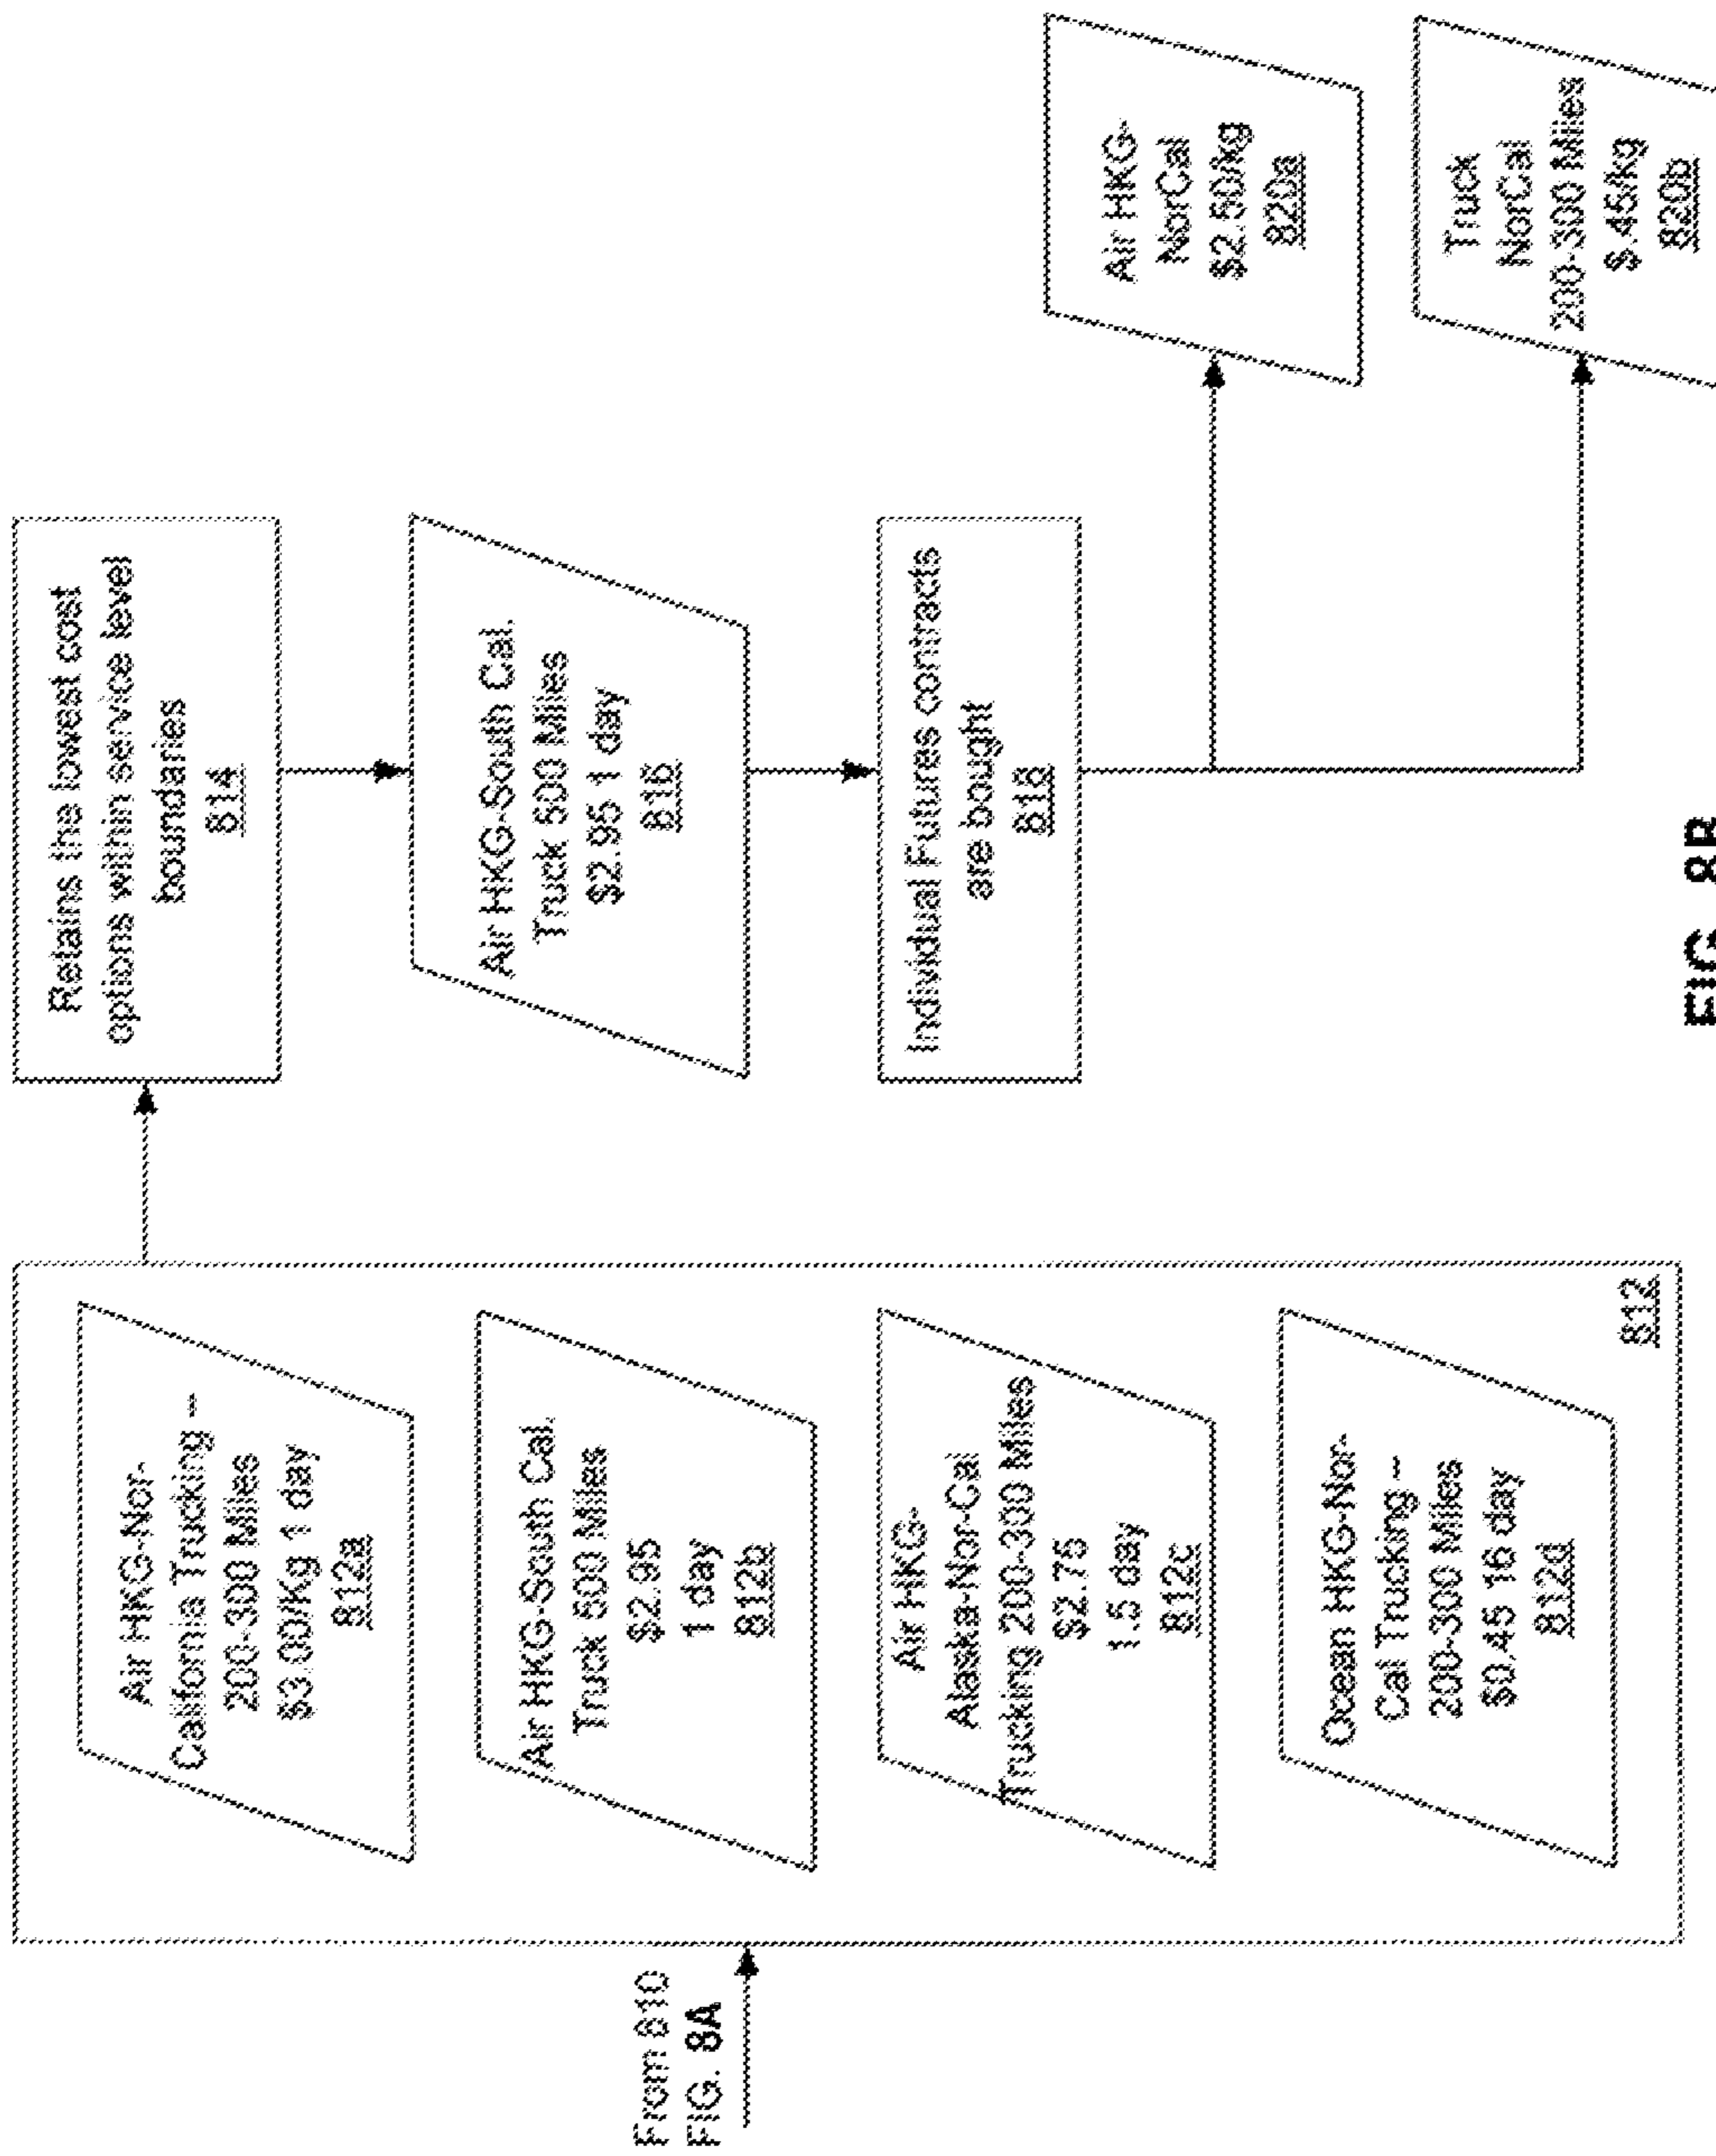 From 810
FIG. 8A
Air HKG-Nor-
California Trucking –
200-300 Miles
$3.00/Kg 1 day
812a
Air HKG-South Cal.
Truck 500 Miles
$2.95
1 day
812b
Air HKG-
Alaska-Nor-Cal
Trucking 200-300 Miles
$2.75
1.5 day
812c
Ocean HKG-Nor-
Cal Trucking –
200-300 Miles
$0.45 16 day
812d
812
Retains the lowest cost
options within service level
boundaries
814
Air HKG-South Cal.
Truck 500 Miles
$2.95 1 day
816
Individual Futures contracts
are bought
818
Air HKG-
NorCal
$2.50/kg
820a
Truck
NorCal
200-300 Miles
$.45/kg
820b
FIG. 8B